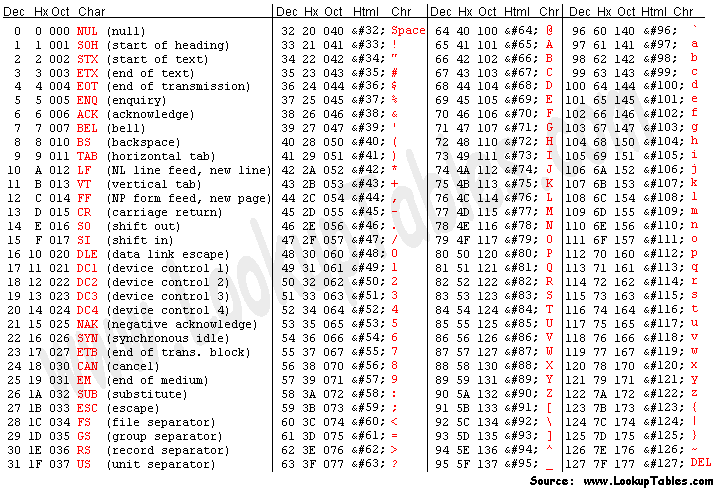 Dec Hx Oct Char Dec Hx Oct Html Chr Dec Hx Oct Html Chr Dec Hx Oct Html Chr
0 0 000 NUL (null) 32 20 040 &#32; Space 64 40 100 &#64; @ 96 60 140 &#96; `
1 1 001 SOH (start of heading) 33 21 041 &#33; ! 65 41 101 &#65; A 97 61 141 &#97; a
2 2 002 STX (start of text) 34 22 042 &#34; " 66 42 102 &#66; B 98 62 142 &#98; b
3 3 003 ETX (end of text) 35 23 043 &#35; # 67 43 103 &#67; C 99 63 143 &#99; c
4 4 004 EOT (end of transmission) 36 24 044 &#36; $ 68 44 104 &#68; D 100 64 144 &#100; d
5 5 005 ENQ (enquiry) 37 25 045 &#37; % 69 45 105 &#69; E 101 65 145 &#101; e
6 6 006 ACK (acknowledge) 38 26 046 &#38; & 70 46 106 &#70; F 102 66 146 &#102; f
7 7 007 BEL (bell) 39 27 047 &#39; ' 71 47 107 &#71; G 103 67 147 &#103; g
8 8 010 BS (backspace) 40 28 050 &#40; ( 72 48 110 &#72; H 104 68 150 &#104; h
9 9 011 TAB (horizontal tab) 41 29 051 &#41; ) 73 49 111 &#73; I 105 69 151 &#105; i
10 A 012 LF (NL line feed, new line) 42 2A 052 &#42; * 74 4A 112 &#74; J 106 6A 152 &#106; j
11 B 013 VT (vertical tab) 43 2B 053 &#43; + 75 4B 113 &#75; K 107 6B 153 &#107; k
12 C 014 FF (NP form feed, new page) 44 2C 054 &#44; , 76 4C 114 &#76; L 108 6C 154 &#108; l
13 D 015 CR (carriage return) 45 2D 055 &#45; - 77 4D 115 &#77; M 109 6D 155 &#109; m
14 E 016 SO (shift out) 46 2E 056 &#46; . 78 4E 116 &#78; N 110 6E 156 &#110; n
15 F 017 SI (shift in) 47 2F 057 &#47; / 79 4F 117 &#79; O 111 6F 157 &#111; o
16 10 020 DLE (data link escape) 48 30 060 &#48; 0 80 50 120 &#80; P 112 70 160 &#112; p
17 11 021 DC1 (device control 1) 49 31 061 &#49; 1 81 51 121 &#81; Q 113 71 161 &#113; q
18 12 022 DC2 (device control 2) 50 32 062 &#50; 2 82 52 122 &#82; R 114 72 162 &#114; r
19 13 023 DC3 (device control 3) 51 33 063 &#51; 3 83 53 123 &#83; S 115 73 163 &#115; s
20 14 024 DC4 (device control 4) 52 34 064 &#52; 4 84 54 124 &#84; T 116 74 164 &#116; t
21 15 025 NAK (negative acknowledge) 53 35 065 &#53; 5 85 55 125 &#85; U 117 75 165 &#117; u
22 16 026 SYN (synchronous idle) 54 36 066 &#54; 6 86 56 126 &#86; V 118 76 166 &#118; v
23 17 027 ETB (end of trans. block) 55 37 067 &#55; 7 87 57 127 &#87; W 119 77 167 &#119; w
24 18 030 CAN (cancel) 56 38 070 &#56; 8 88 58 130 &#88; X 120 78 170 &#120; x
25 19 031 EM (end of medium) 57 39 071 &#57; 9 89 59 131 &#89; Y 121 79 171 &#121; y
26 1A 032 SUB (substitute) 58 3A 072 &#58; : 90 5A 132 &#90; Z 122 7A 172 &#122; z
27 1B 033 ESC (escape) 59 3B 073 &#59; ; 91 5B 133 &#91; [ 123 7B 173 &#123; {
28 1C 034 FS (file separator) 60 3C 074 &#60; < 92 5C 134 &#92; \ 124 7C 174 &#124; |
29 1D 035 GS (group separator) 61 3D 075 &#61; = 93 5D 135 &#93; ] 125 7D 175 &#125; }
30 1E 036 RS (record separator) 62 3E 076 &#62; > 94 5E 136 &#94; ^ 126 7E 176 &#126; ~
31 1F 037 US (unit separator) 63 3F 077 &#63; ? 95 5F 137 &#95; _ 127 7F 177 &#127; DEL
Source: www.LookupTables.com
www.LookupTables.com